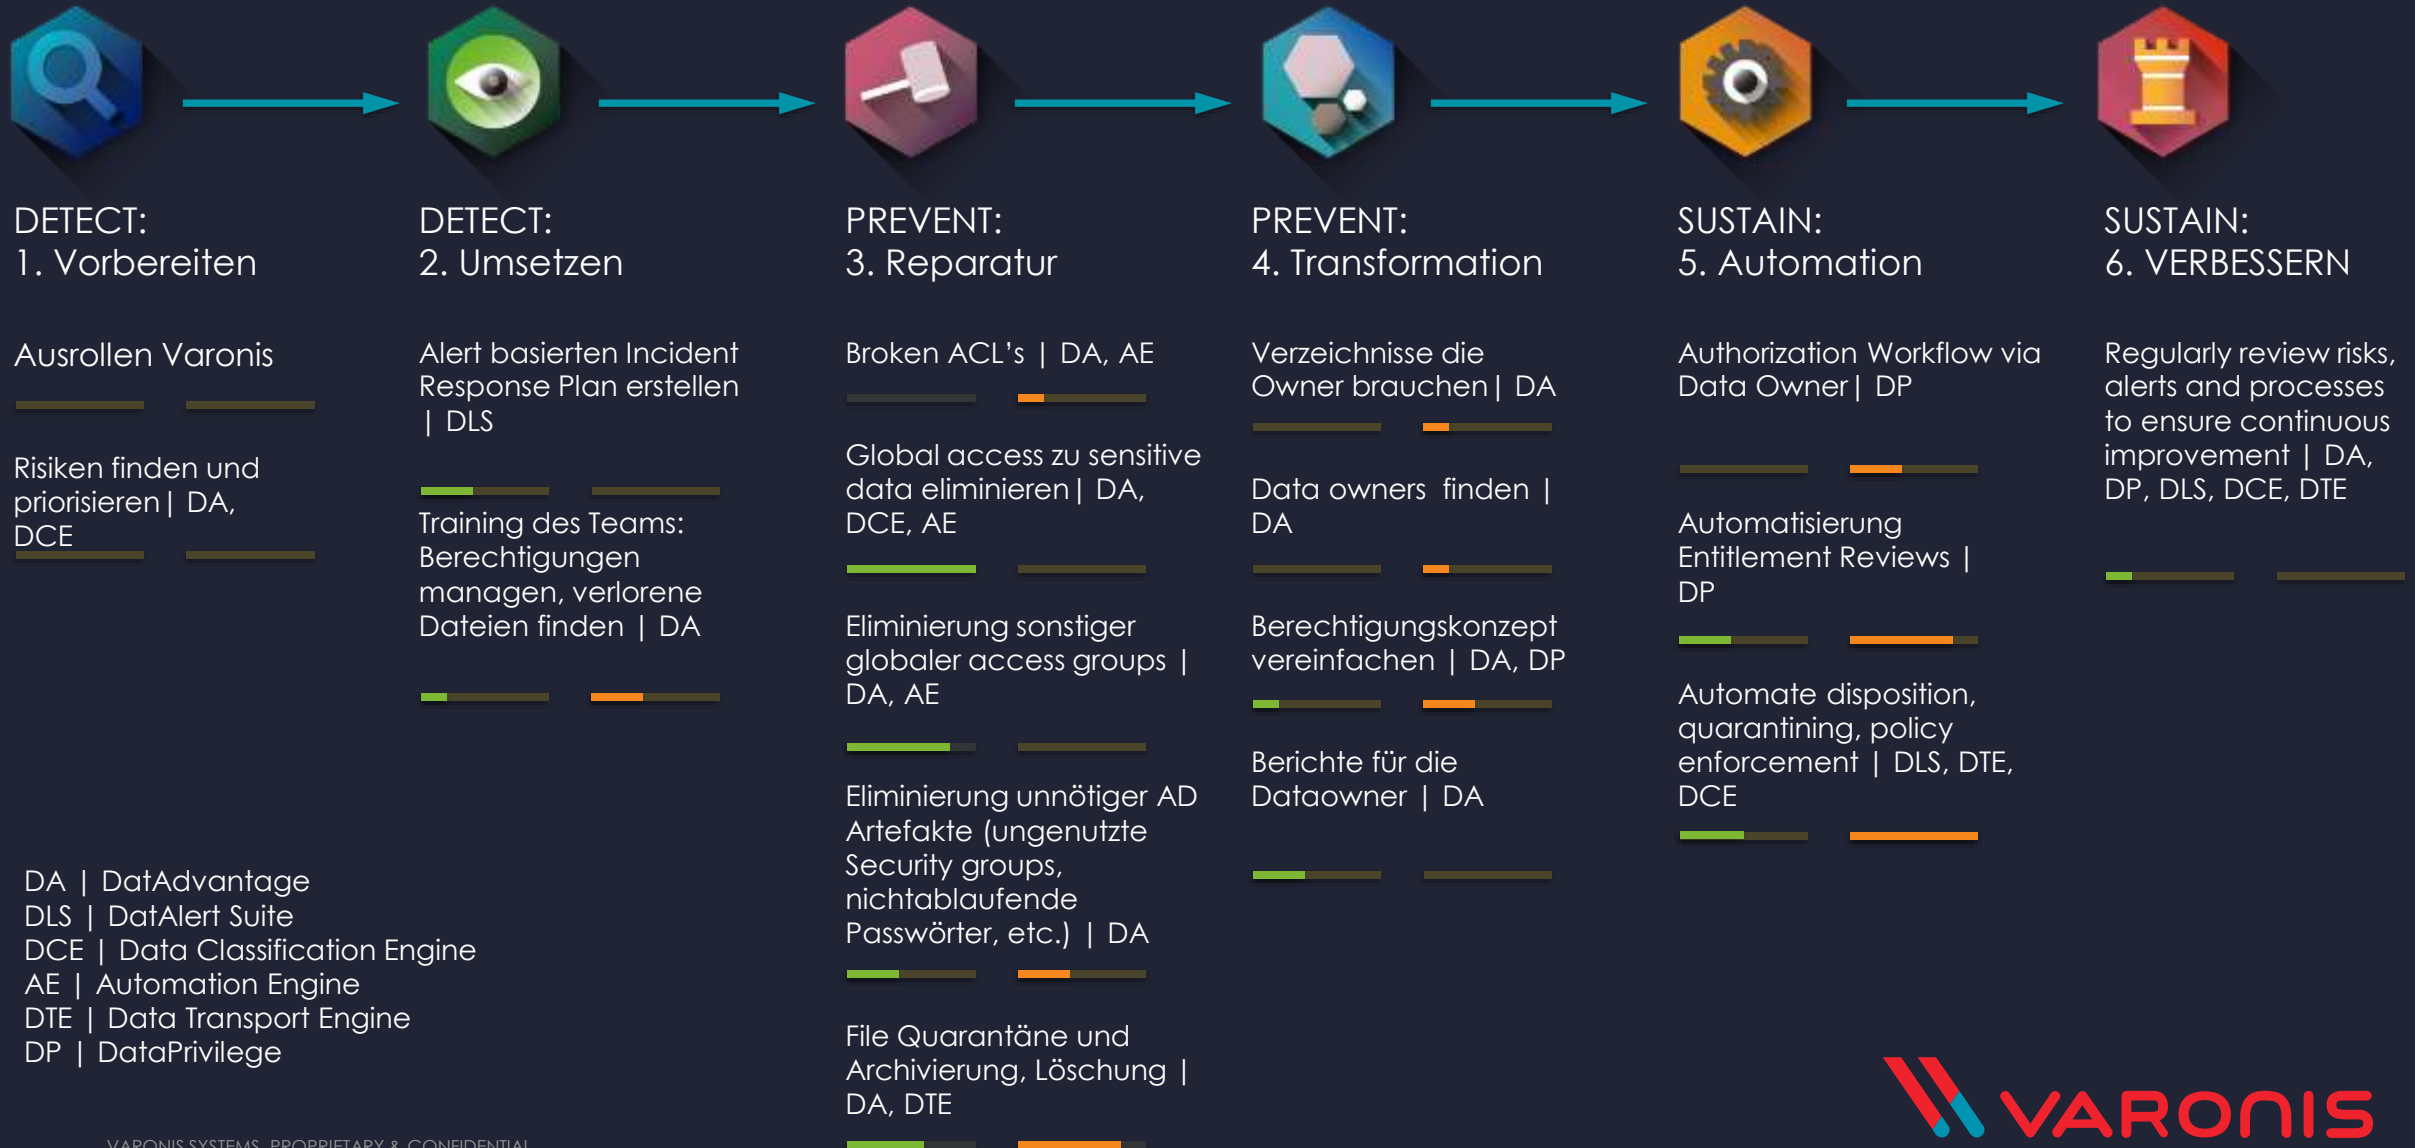 DETECT:
1. Vorbereiten
Ausrollen Varonis
Risiken finden und
priorisieren| DA,
DCE
DETECT:
2. Umsetzen
Alert basierten Incident
Response Plan erstellen
| DLS
Training des Teams:
Berechtigungen
managen, verlorene
Dateien finden | DA
PREVENT:
3. Reparatur
Broken ACL's | DA, AE
Global access zu sensitive
data eliminieren| DA,
DCE, AE
Eliminierung sonstiger
globaler access groups |
DA, AE
Eliminierung unnötiger AD
Artefakte (ungenutzte
Security groups,
nichtablaufende
Passwörter, etc.) | DA
File Quarantäne und
Archivierung, Löschung |
DA, DTE
PREVENT:
4. Transformation
Verzeichnisse die
Owner brauchen| DA
Data owners finden |
DA
Berechtigungskonzept
vereinfachen | DA, DP
Berichte für die
Dataowner | DA
SUSTAIN:
5. Automation
Authorization Workflow via
Data Owner| DP
Automatisierung
Entitlement Reviews |
DP
Automate disposition,
quarantining, policy
enforcement | DLS, DTE,
DCE
SUSTAIN:
6. VERBESSERN
Regularly review risks,
alerts and processes
to ensure continuous
improvement | DA,
DP, DLS, DCE, DTE
DA | DatAdvantage
DLS | DatAlert Suite
DCE | Data Classification Engine
AE | Automation Engine
DTE | Data Transport Engine
DP | DataPrivilege
VARONIS SYSTEMS. PROPRIETARY & CONFIDENTIAL
VARONIS